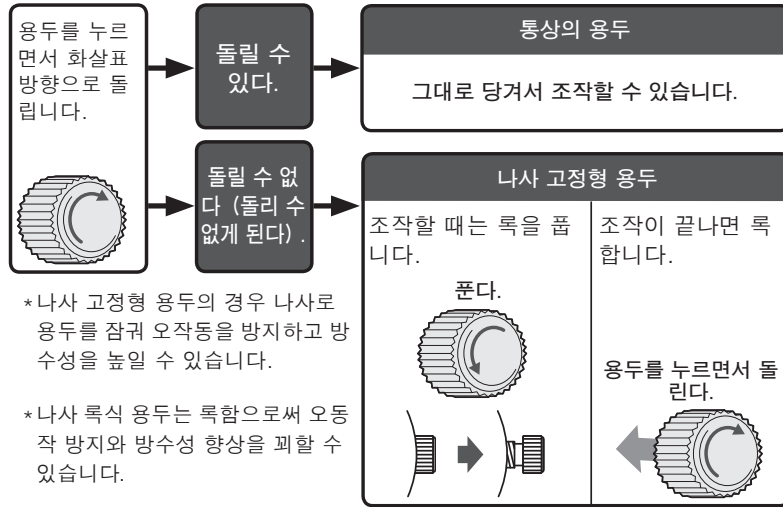 용두를 누르
면서 화살표
방향으로 돌
립니다.
돌릴 수
있다.
통상의 용두
그대로 당겨서 조작할 수 있습니다.
돌릴 수 없
다 (돌리 수
없게 된다) .
나사 고정형 용두
조작할 때는 록을 풉
니다.
푼다.
조작이 끝나면 록
합니다.
용두를 누르면서 돌
린다.
*나사 고정형 용두의 경우 나사로
용두를 잠궈 오작동을 방지하고 방
수성을 높일 수 있습니다.
*나사 록식 용두는 록함으로써 오동
작 방지와 방수성 향상을 꾀할 수
있습니다.